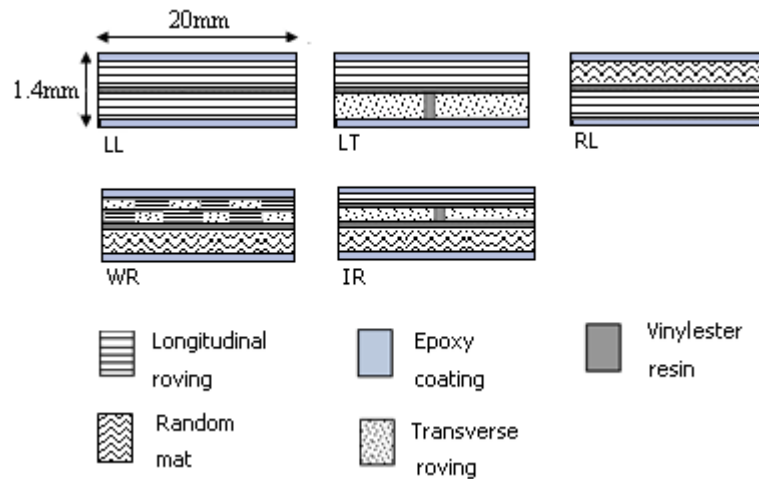 20mm
1.4mm
LL
LT
RL
WR
IR
Longitudinal
roving
Epoxy
coating
Vinylester
resin
Random
mat
Transverse
roving